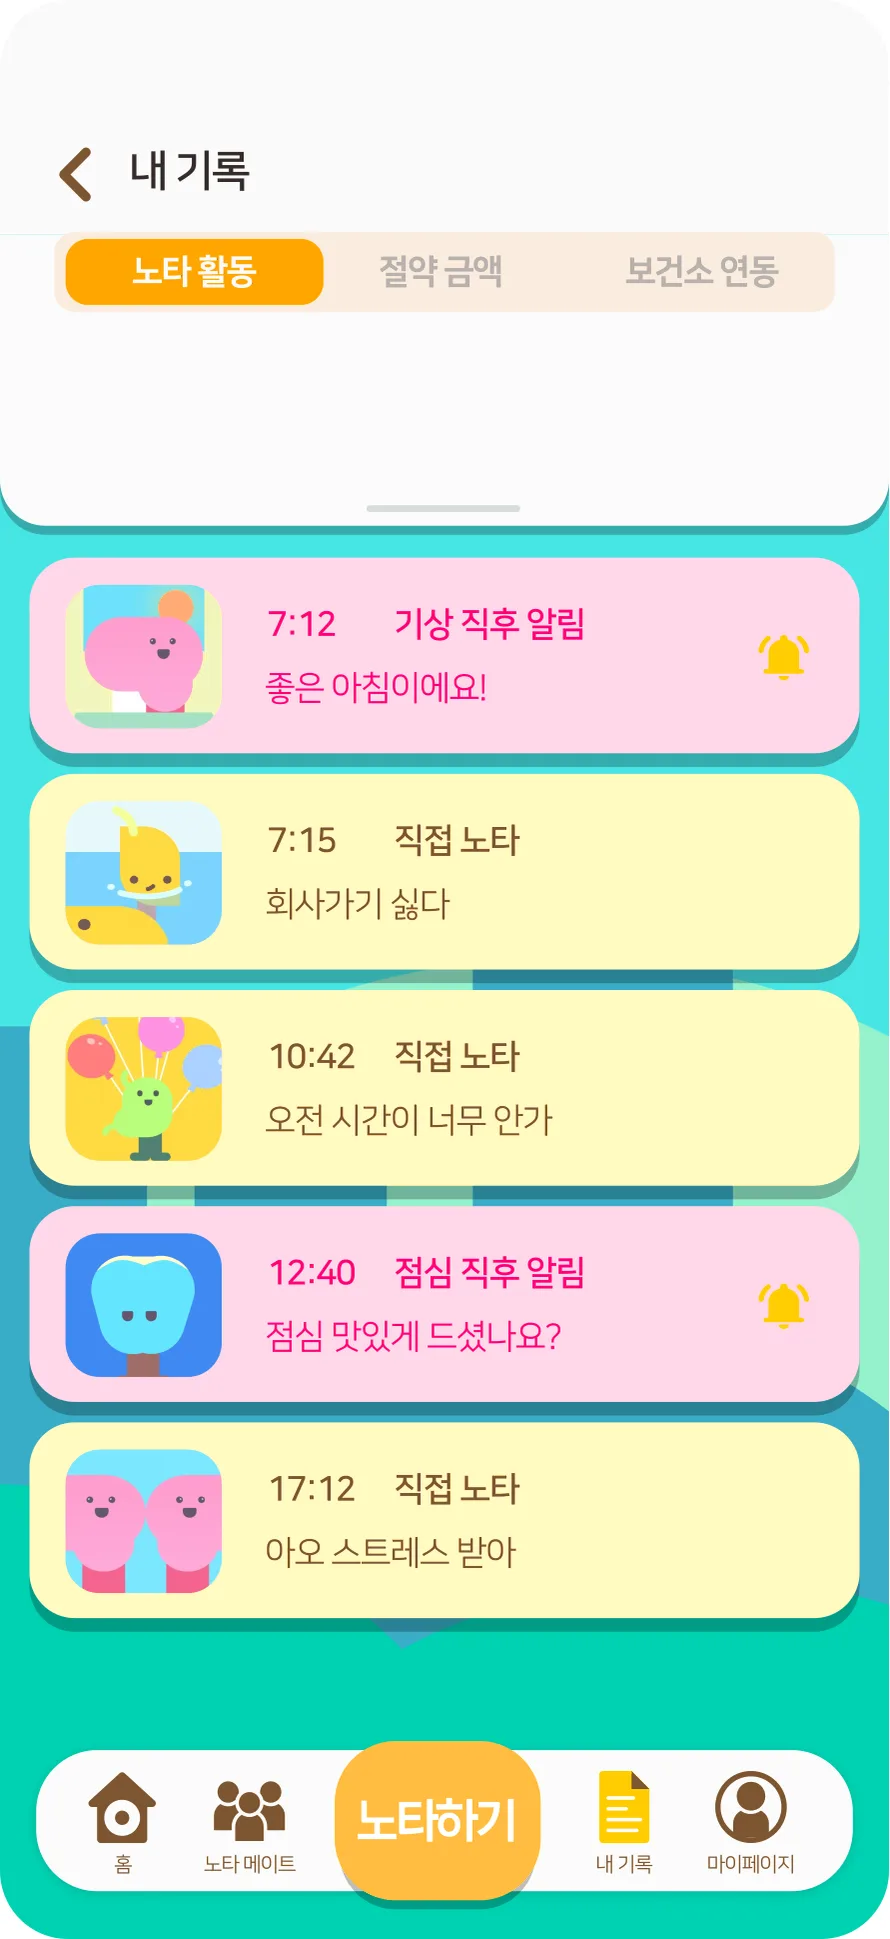 내 기록
노타 활동 절약 금액 보건소 연동
7:12 기상 직후 알림
좋은 아침이에요!
7:15 직접 노타
회사가기 싫다
10:42 직접 노타
오전 시간이 너무 안가
12:40 점심 직후 알림
점심 맛있게 드셨나요?
17:12 직접 노타
아오 스트레스 받아
홈 노타 메이트 노타하기 내 기록 마이페이지